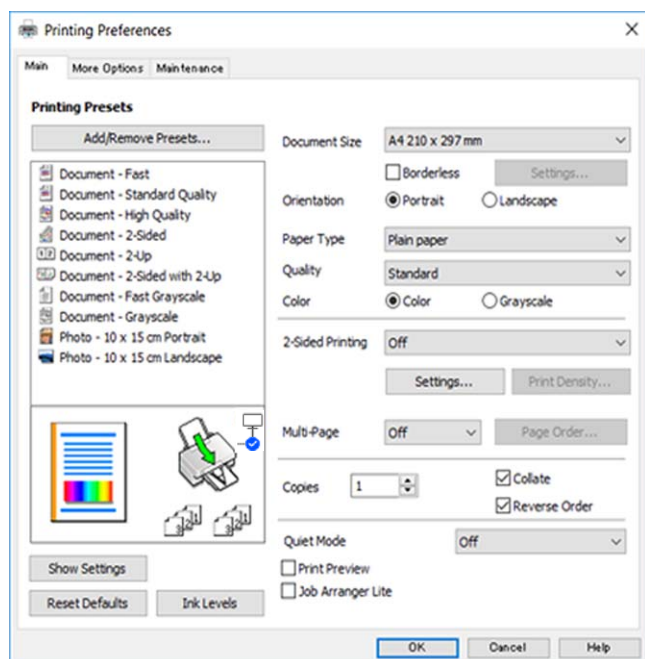 Printing Preferences
Main
More Options
Maintenance
Printing Presets
Add/Remove Presets...
Document - Fast
Document - Standard Quality
Document - High Quality
Document - 2-Sided
Document - 2-Up
Document - 2-Sided with 2-Up
Document - Fast Grayscale
Document - Grayscale
Photo - 10 x 15 cm Portrait
Photo - 10 x 15 cm Landscape
Show Settings
Reset Defaults
Ink Levels
Document Size
A4 210 x 297 mm
Borderless
Settings...
Orientation
Portrait
Landscape
Paper Type
Plain paper
Quality
Standard
Color
Color
Grayscale
2-Sided Printing
Off
Settings...
Print Density...
Multi-Page
Off
Page Order...
Copies
1
Collate
Reverse Order
Quiet Mode
Off
Print Preview
Job Arranger Lite
OK
Cancel
Help